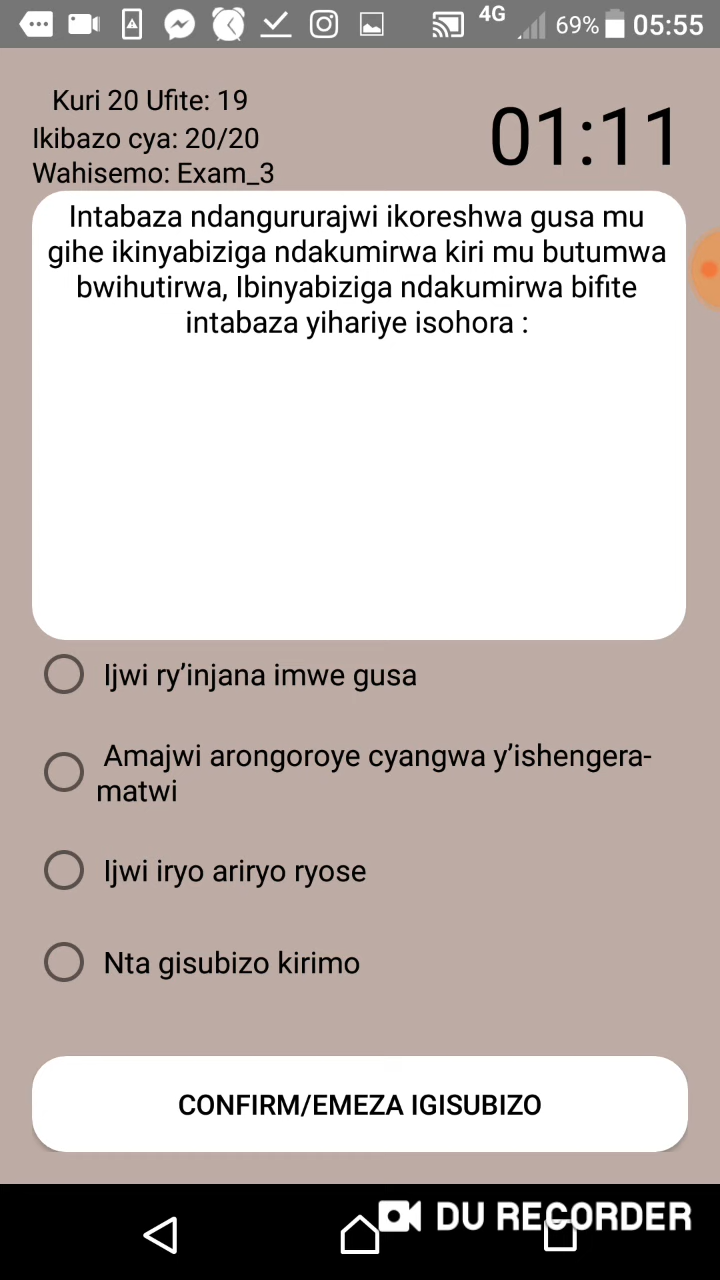 4G 69% 05:55
Kuri 20 Ufite: 19
01:11
Ikibazo cya: 20/20
Wahisemo: Exam_3
Intabaza ndangururajwi ikoreshwa gusa mu
gihe ikinyabiziga ndakumirwa kiri mu butumwa
bwihutirwa, Ibinyabiziga ndakumirwa bifite
intabaza yihariye isohora :
Ijwi ry’injana imwe gusa
Amajwi arongoroye cyangwa y’ishengera-
matwi
Ijwi iryo ariryo ryose
Nta gisubizo kirimo
CONFIRM/EMEZA IGISUBIZO
DU RECORDER